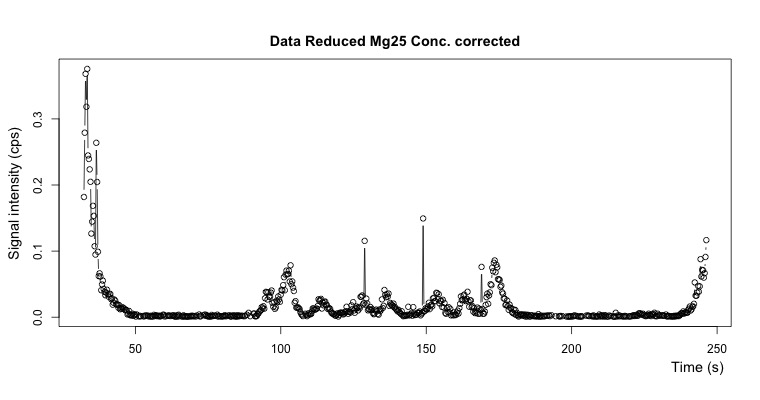 Data Reduced Mg25 Conc. corrected
Signal intensity (cps)
0.3
0.2
0.1
0.0
50 100 150 200 250
Time (s)